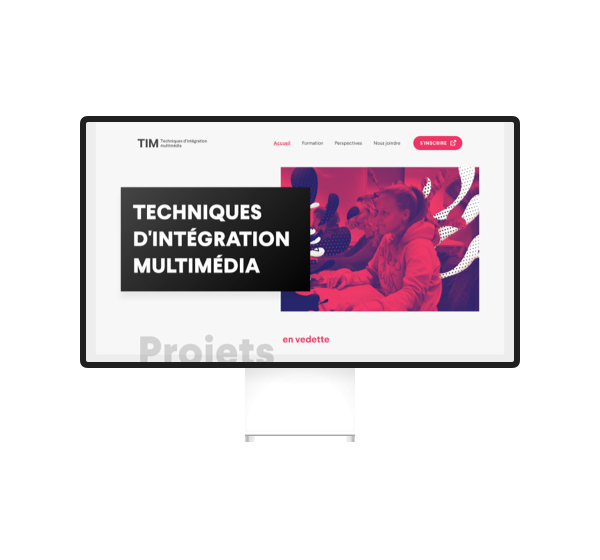 TIM Techniques d'intégration
multimédia
Accueil Formation Perspectives Nous joindre S'INSCRIRE
TECHNIQUES
D'INTÉGRATION
MULTIMÉDIA
Projets en vedette